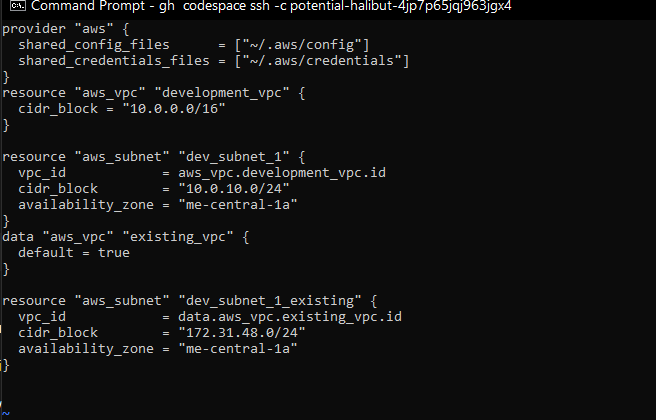 Command Prompt - gh  codespace ssh -c potential-halibut-4jp7p65jqj963jgx4
provider "aws" {
  shared_config_files      = ["~/.aws/config"]
  shared_credentials_files = ["~/.aws/credentials"]
}
resource "aws_vpc" "development_vpc" {
  cidr_block = "10.0.0.0/16"
}

resource "aws_subnet" "dev_subnet_1" {
  vpc_id            = aws_vpc.development_vpc.id
  cidr_block        = "10.0.10.0/24"
  availability_zone = "me-central-1a"
}
data "aws_vpc" "existing_vpc" {
  default = true
}

resource "aws_subnet" "dev_subnet_1_existing" {
  vpc_id            = data.aws_vpc.existing_vpc.id
  cidr_block        = "172.31.48.0/24"
  availability_zone = "me-central-1a"
}
~